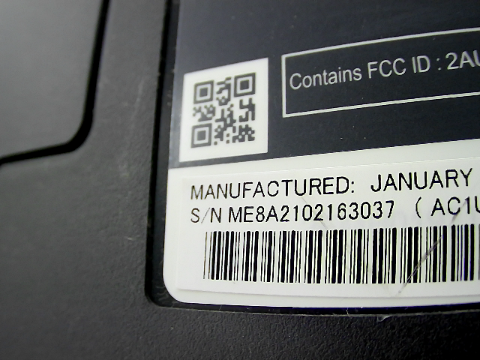 Contains FCC ID : 2AU
MANUFACTURED: JANUARY
S/N ME8A2102163037 ( AC1U